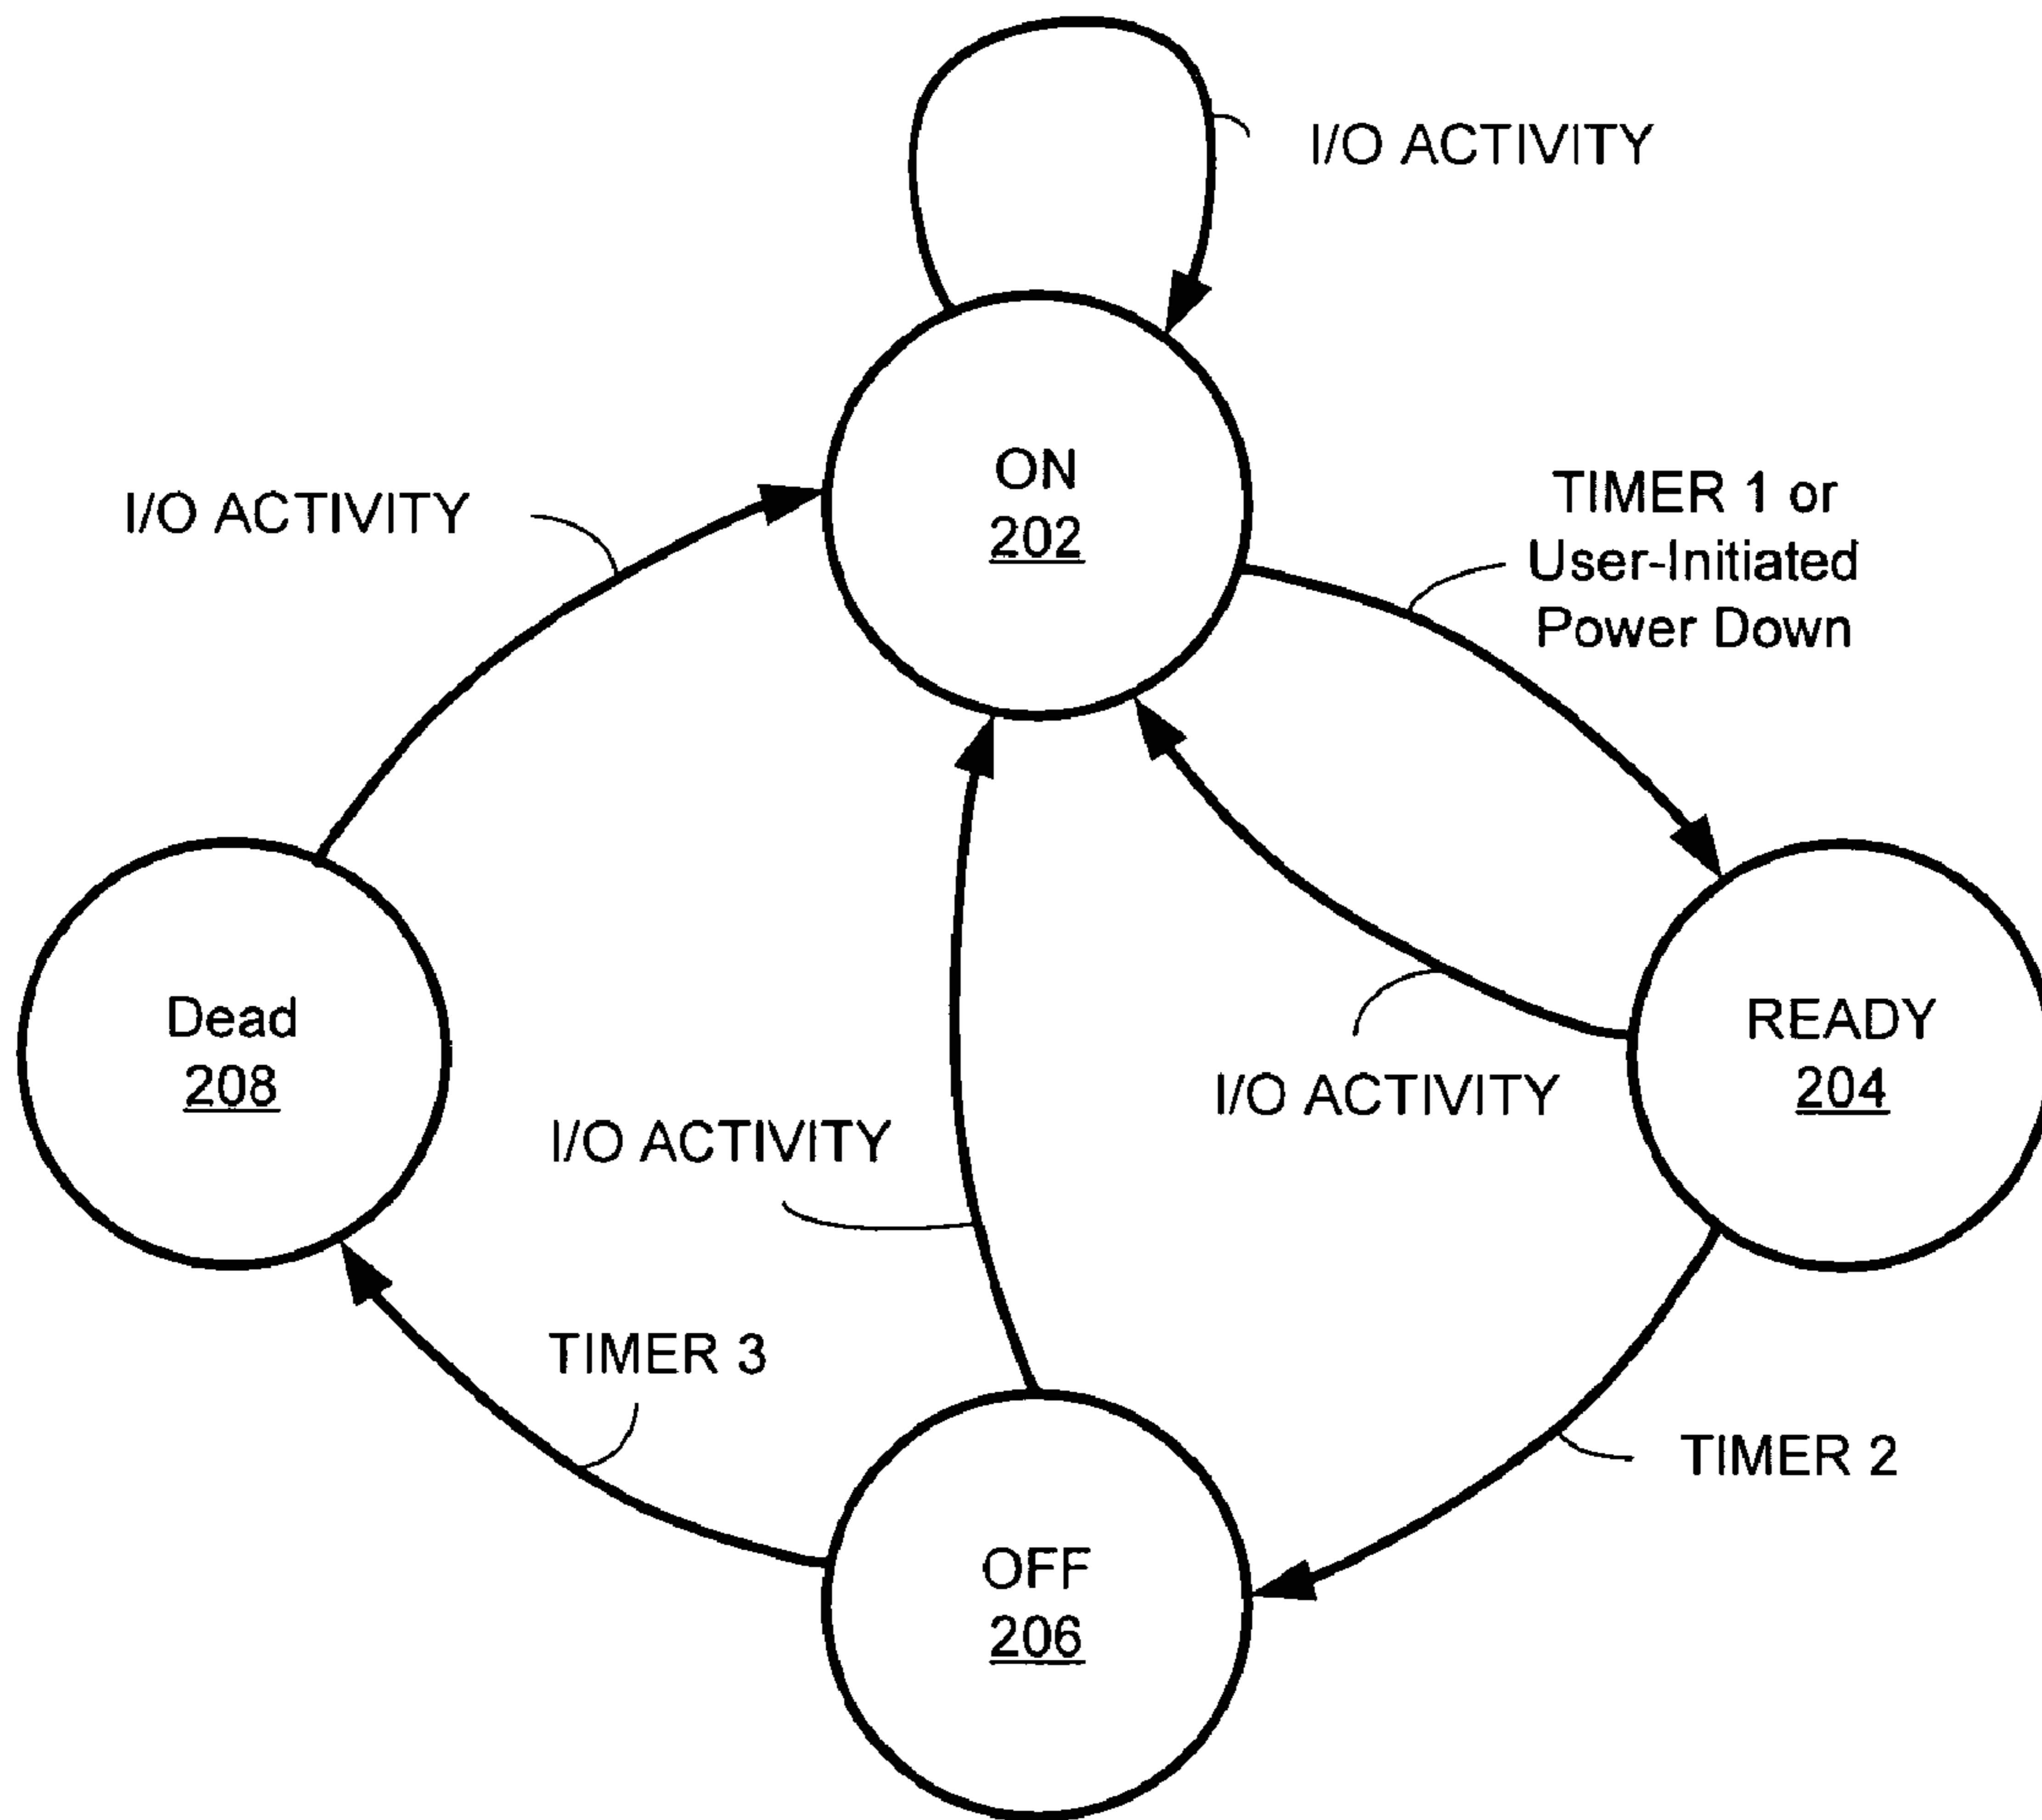 I/O ACTIVITY
ON
202
I/O ACTIVITY
TIMER 1 or
User-Initiated
Power Down
Dead
208
READY
204
I/O ACTIVITY
I/O ACTIVITY
TIMER 3
TIMER 2
OFF
206